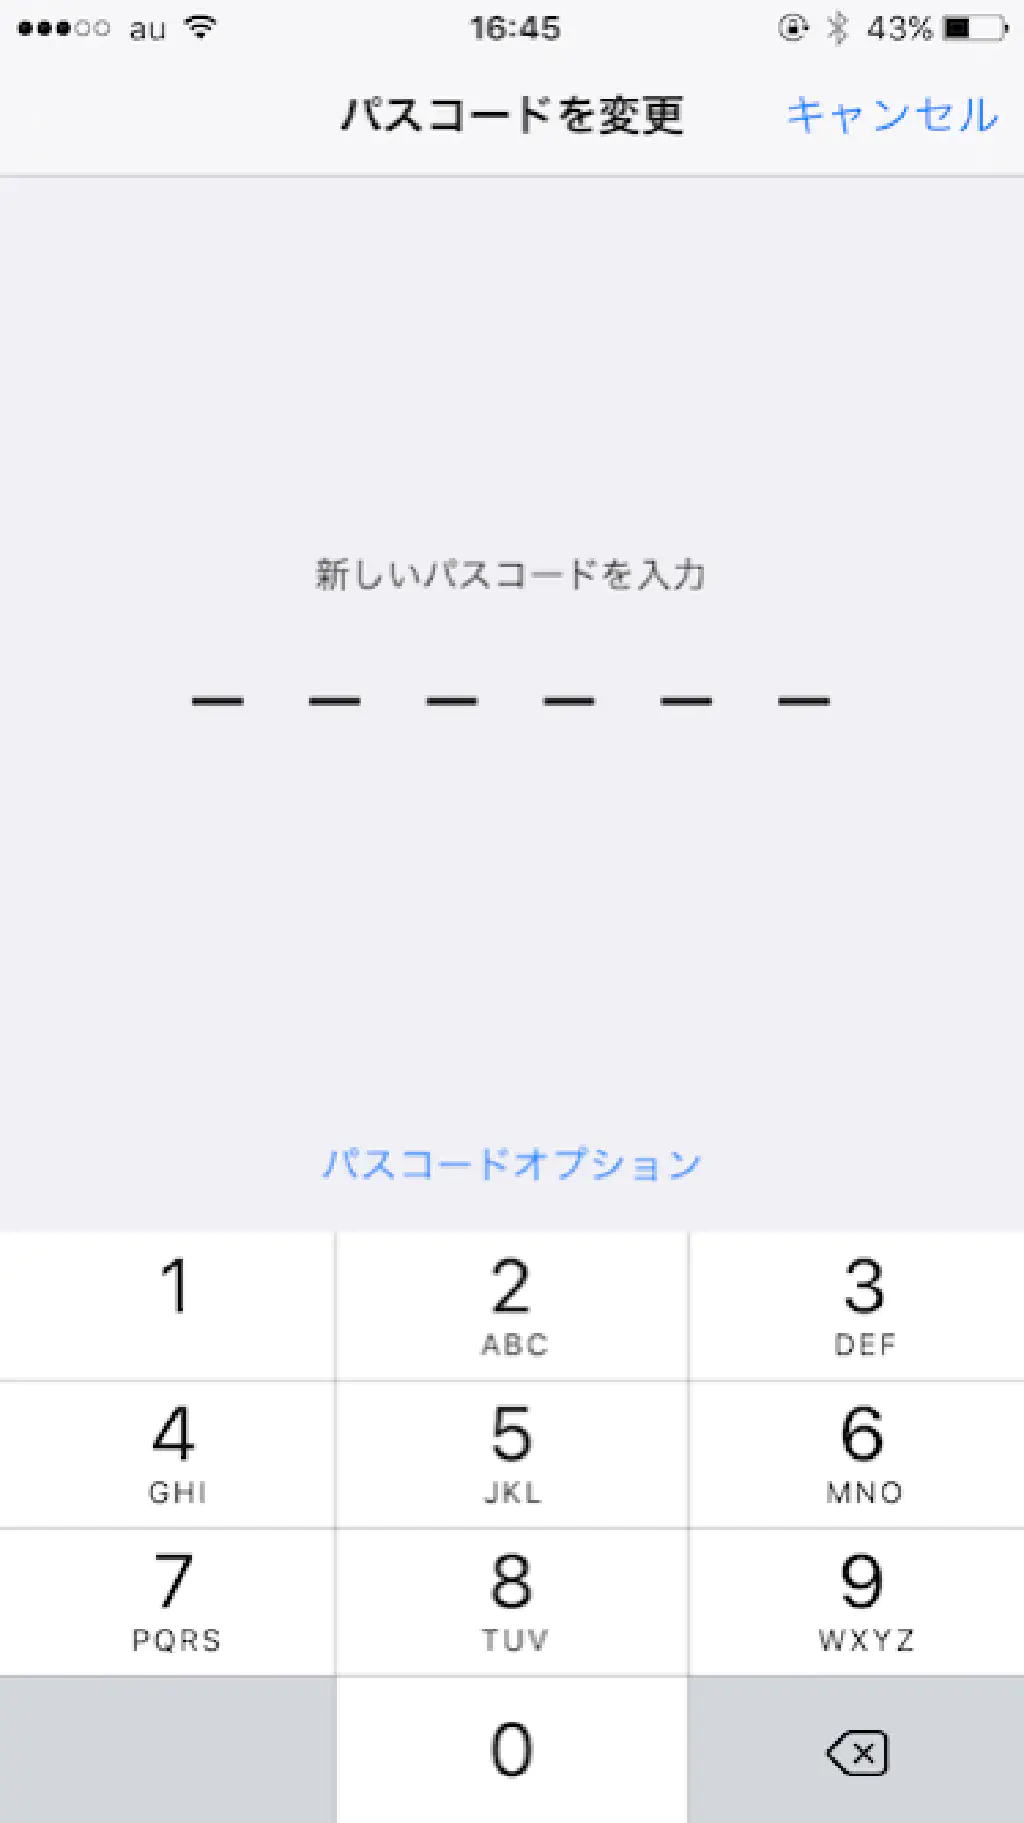 au 16:45 43%
パスコードを変更 キャンセル
新しいパスコードを入力
パスコードオプション
1 2 3
ABC DEF
4 5 6
GHI JKL MNO
7 8 9
PQRS TUV WXYZ
0